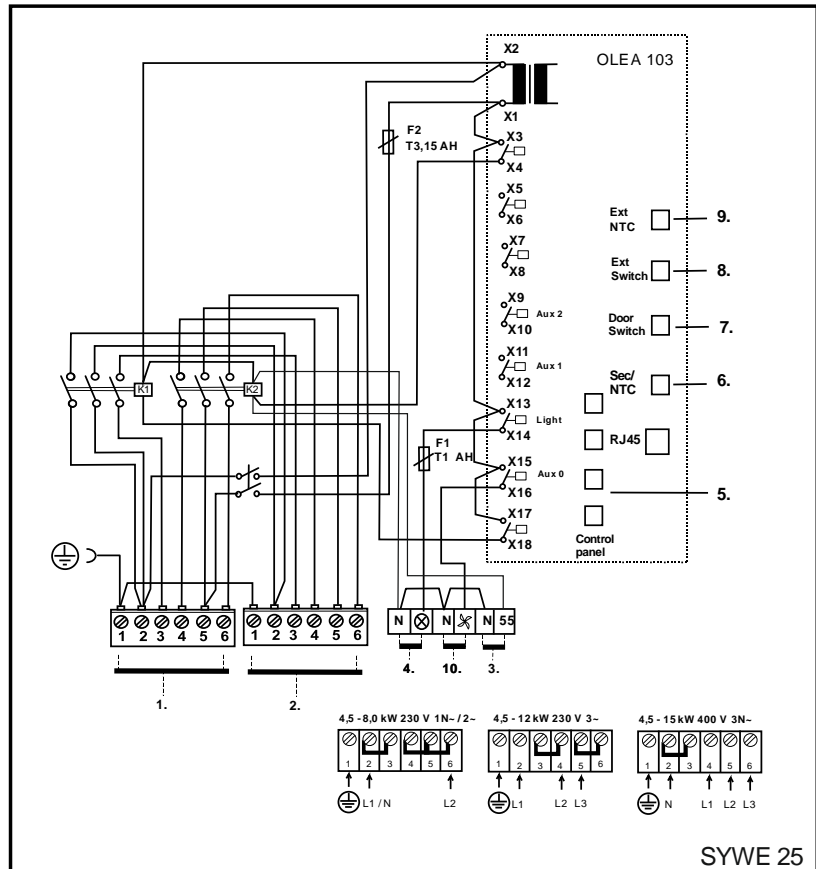 X2
OLEA 103
X1
F2
T3,15 AH
X3
X4
X5
X6
X7
X8
X9
Aux 2
X10
X11
Aux 1
X12
X13
Light
X14
X15
Aux 0
X16
X17
X18
Ext
NTC
9.
Ext
Switch
8.
Door
Switch
7.
Sec/
NTC
6.
RJ45
5.
Control
panel
K1
K2
F1
T1 AH
1 2 3 4 5 6
1 2 3 4 5 6
N N N 55
1.
2.
4. 10. 3.
4,5 - 8,0 kW 230 V 1N~ / 2~
1 2 3 4 5 6
L1 / N L2
4,5 - 12 kW 230 V 3~
1 2 3 4 5 6
L1 L2 L3
4,5 - 15 kW 400 V 3N~
1 2 3 4 5 6
N L1 L2 L3
SYWE 25